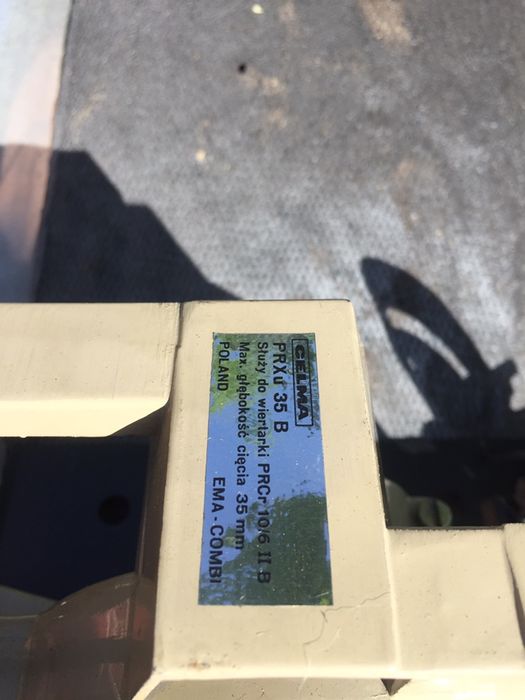 CELMA
PRXu 35 B
Służy do wiertarki PRCr 10/6 II B
Max. głębokość cięcia 35 mm
POLAND EMA-COMBI